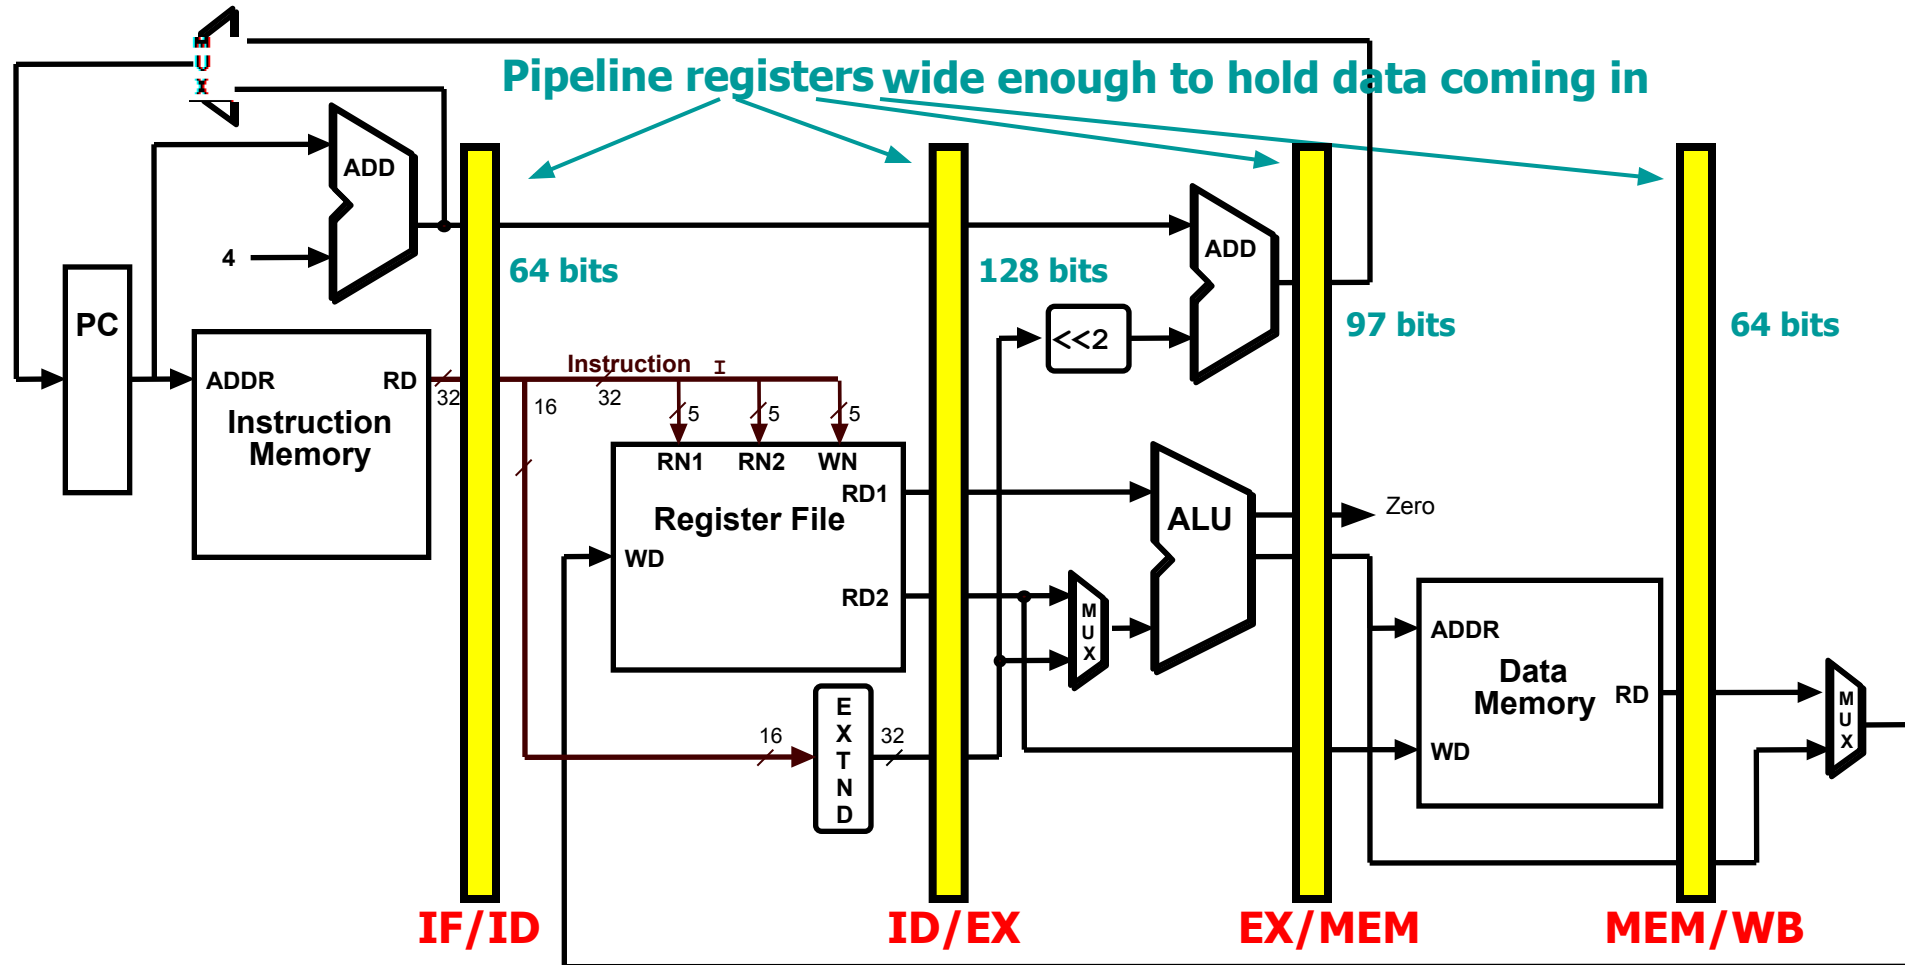 MUX
Pipeline registers wide enough to hold data coming in
ADD
4
64 bits
128 bits
ADD
<<2
97 bits
64 bits
PC
ADDR
RD
Instruction
Memory
32
16
Instruction I
32
5
5
5
RN1
RN2
WN
RD1
Register File
WD
RD2
16
EXTND
32
MUX
ALU
Zero
ADDR
Data
Memory
RD
WD
MUX
IF/ID
ID/EX
EX/MEM
MEM/WB